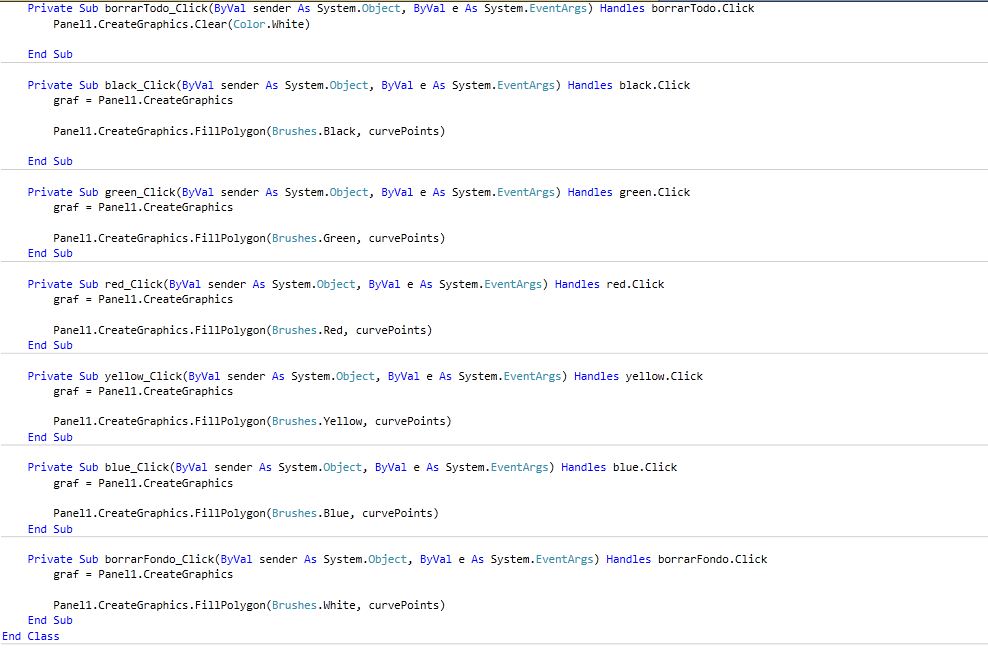 Private Sub borrarTodo_Click(ByVal sender As System.Object, ByVal e As System.EventArgs) Handles borrarTodo.Click
Panel1.CreateGraphics.Clear(Color.White)
End Sub
Private Sub black_Click(ByVal sender As System.Object, ByVal e As System.EventArgs) Handles black.Click
graf = Panel1.CreateGraphics
Panel1.CreateGraphics.FillPolygon(Brushes.Black, curvePoints)
End Sub
Private Sub green_Click(ByVal sender As System.Object, ByVal e As System.EventArgs) Handles green.Click
graf = Panel1.CreateGraphics
Panel1.CreateGraphics.FillPolygon(Brushes.Green, curvePoints)
End Sub
Private Sub red_Click(ByVal sender As System.Object, ByVal e As System.EventArgs) Handles red.Click
graf = Panel1.CreateGraphics
Panel1.CreateGraphics.FillPolygon(Brushes.Red, curvePoints)
End Sub
Private Sub yellow_Click(ByVal sender As System.Object, ByVal e As System.EventArgs) Handles yellow.Click
graf = Panel1.CreateGraphics
Panel1.CreateGraphics.FillPolygon(Brushes.Yellow, curvePoints)
End Sub
Private Sub blue_Click(ByVal sender As System.Object, ByVal e As System.EventArgs) Handles blue.Click
graf = Panel1.CreateGraphics
Panel1.CreateGraphics.FillPolygon(Brushes.Blue, curvePoints)
End Sub
Private Sub borrarFondo_Click(ByVal sender As System.Object, ByVal e As System.EventArgs) Handles borrarFondo.Click
graf = Panel1.CreateGraphics
Panel1.CreateGraphics.FillPolygon(Brushes.White, curvePoints)
End Sub
End Class